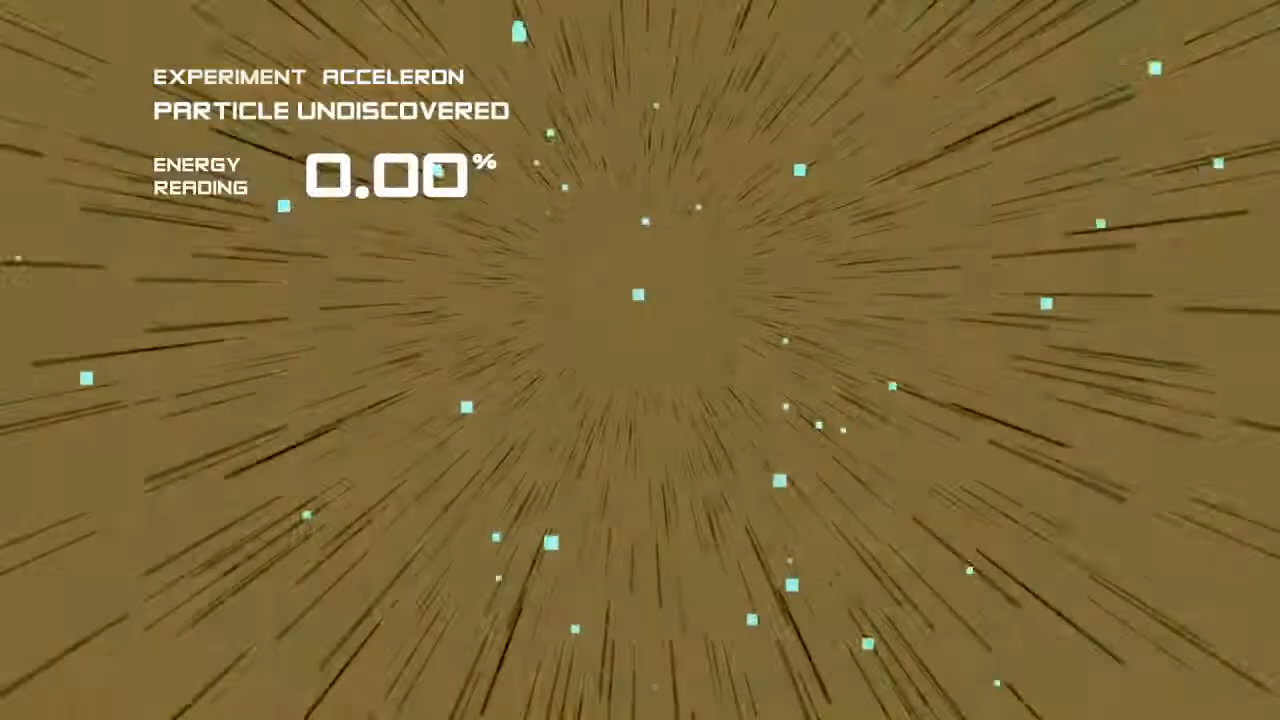 EXPERIMENT ACCELERON
PARTICLE UNDISCOVERED
ENERGY READING 0.00%